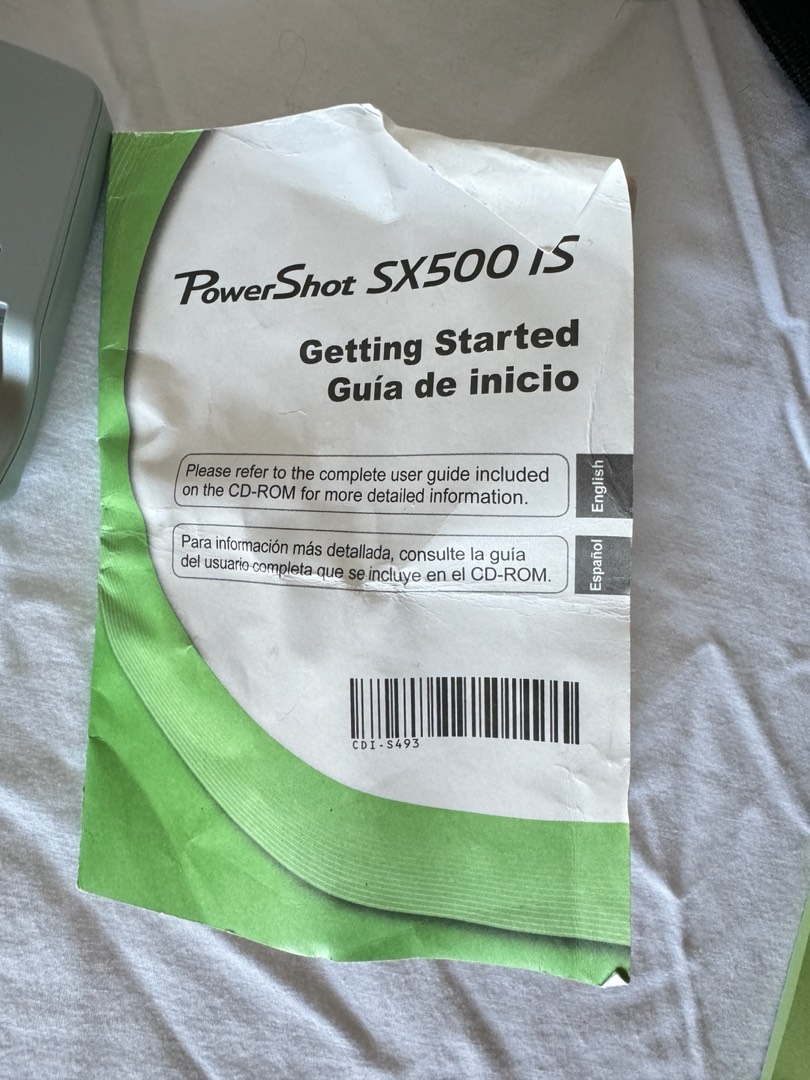 PowerShot SX500 IS
Getting Started
Guía de inicio
Please refer to the complete user guide included
on the CD-ROM for more detailed information.
English
Para información más detallada, consulte la guía
del usuario completa que se incluye en el CD-ROM.
Español
CDI-S493